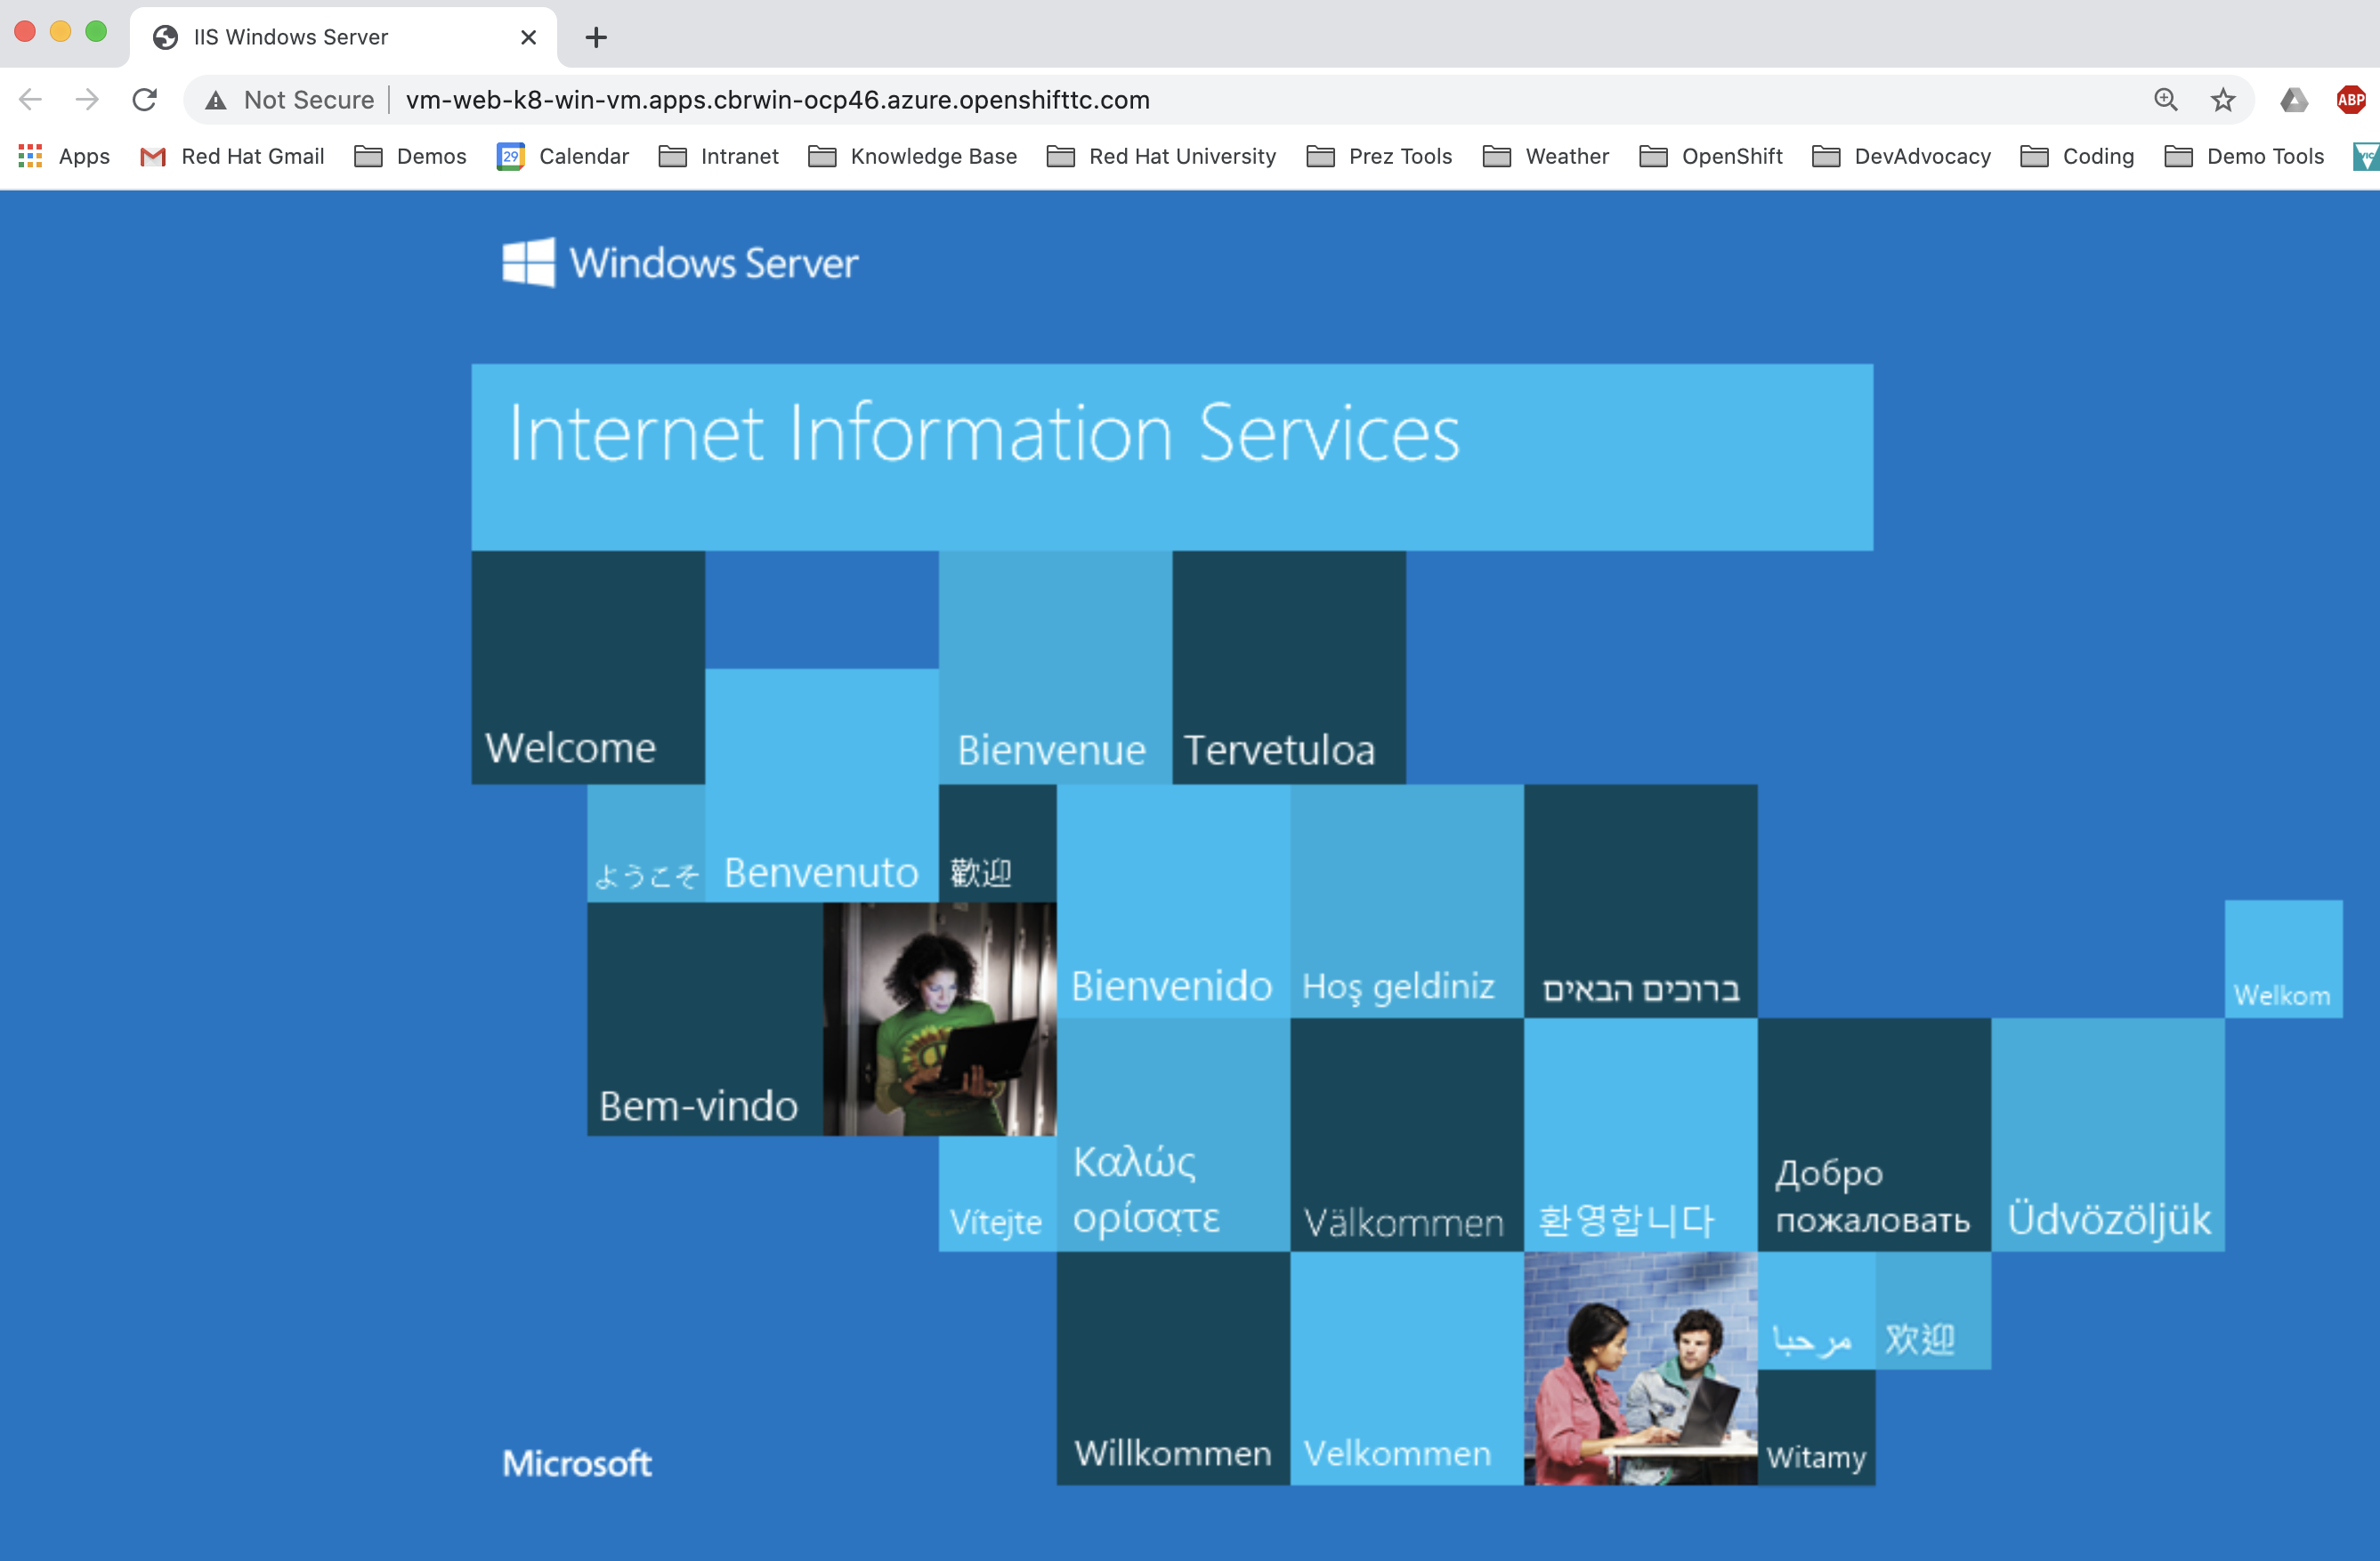 IIS Windows Server
Not Secure vm-web-k8-win-vm.apps.cbrwin-ocp46.azure.openshifttc.com ABP
Apps Red Hat Gmail Demos 29 Calendar Intranet Knowledge Base Red Hat University Prez Tools Weather OpenShift DevAdvocacy Coding Demo Tools
Windows Server
Internet Information Services
Welcome
Bienvenue
Tervetuloa
ようこそ
Benvenuto
歡迎
Bienvenido
Hoş geldiniz
ברוכים הבאים
Welkom
Bem-vindo
Vítejte
Καλώς
ορίσατε
Välkommen
환영합니다
Добро
пожаловать
Üdvözöljük
Willkommen
Velkommen
مرحبا
欢迎
Witamy
Microsoft